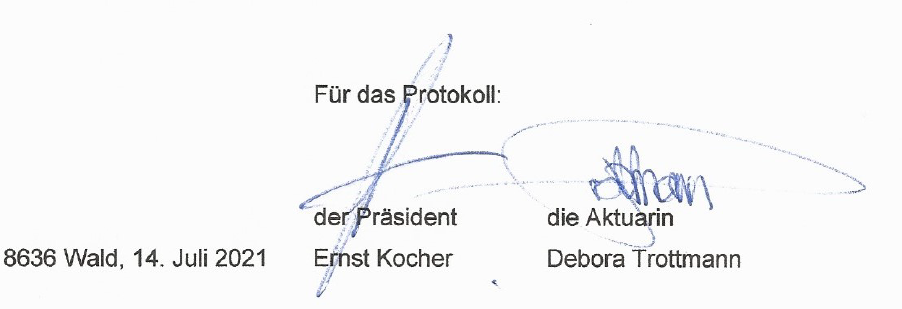 Für das Protokoll:
der Präsident die Aktuarin
8636 Wald, 14. Juli 2021 Ernst Kocher Debora Trottmann